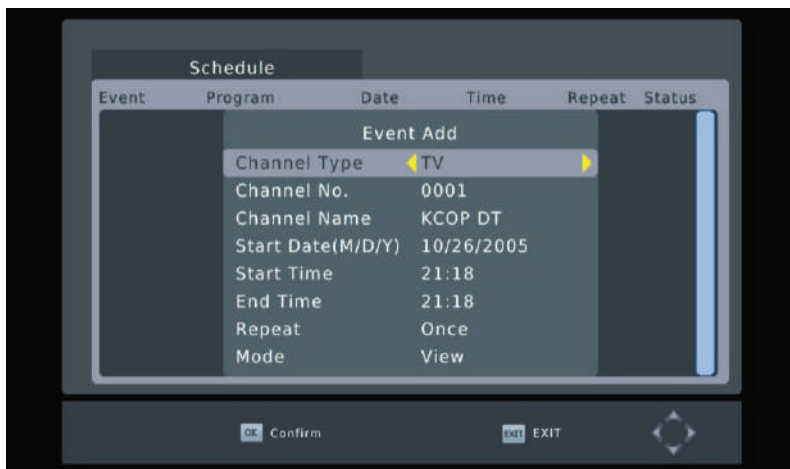 Schedule
Event Program Date Time Repeat Status
Event Add
Channel Type TV
Channel No. 0001
Channel Name KCOP DT
Start Date(M/D/Y) 10/26/2005
Start Time 21:18
End Time 21:18
Repeat Once
Mode View
OK Confirm EXIT EXIT